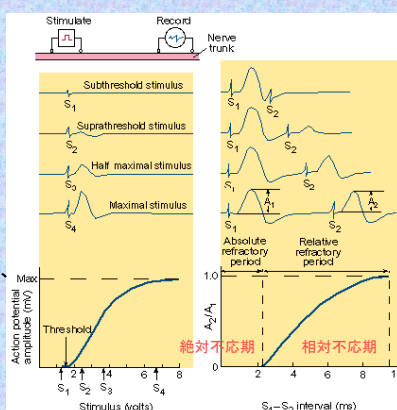 Stimulate
Record
Nerve
trunk
Subthreshold stimulus
S1
Suprathreshold stimulus
S2
Half maximal stimulus
S3
Maximal stimulus
S4
S1
S2
S1
S2
S1
S2
A1
A2
S1
S2
Absolute
refractory
period
Relative
refractory
period
Max
Threshold
Action potential
amplitude (mV)
2
4
6
8
S1
S2
S3
S4
Stimulus (volts)
1.0
A2/A1
絶対不応期
相対不応期
0
2
4
6
8
S1–S2 interval (ms)